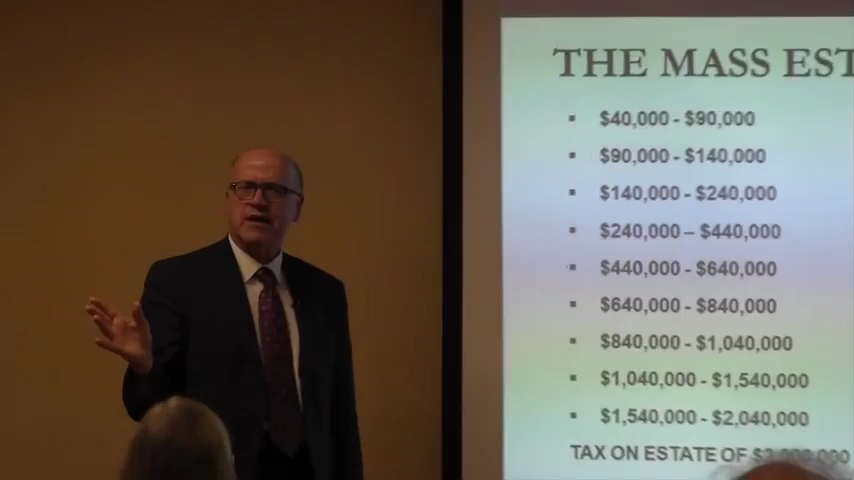 THE MASS EST
▪ $40,000 - $90,000
▪ $90,000 - $140,000
▪ $140,000 - $240,000
▪ $240,000 – $440,000
▪ $440,000 - $640,000
▪ $640,000 - $840,000
▪ $840,000 - $1,040,000
▪ $1,040,000 - $1,540,000
▪ $1,540,000 - $2,040,000
TAX ON ESTATE OF